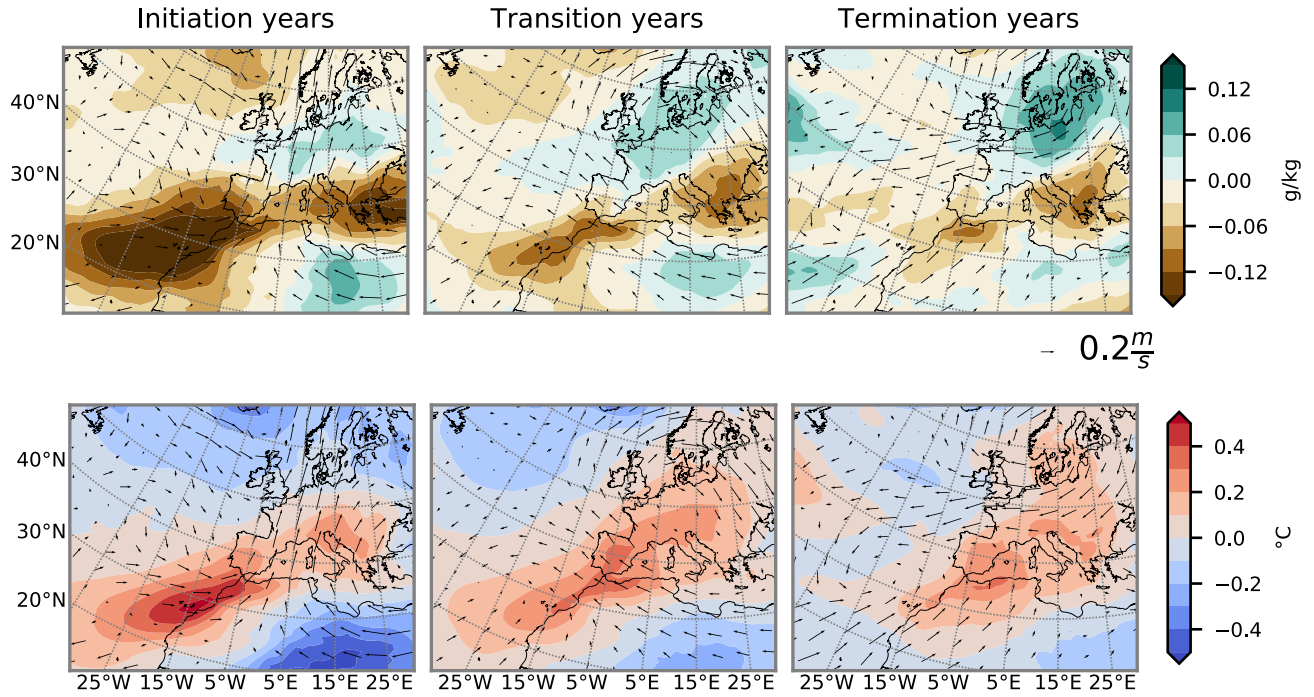 Initiation years Transition years Termination years
40°N
30°N
20°N
0.12
0.06
0.00
−0.06
−0.12
g/kg
0.2 m/s
40°N
30°N
20°N
0.4
0.2
0.0
−0.2
−0.4
°C
25°W 15°W 5°W 5°E 15°E 25°E 25°W 15°W 5°W 5°E 15°E 25°E 25°W 15°W 5°W 5°E 15°E 25°E